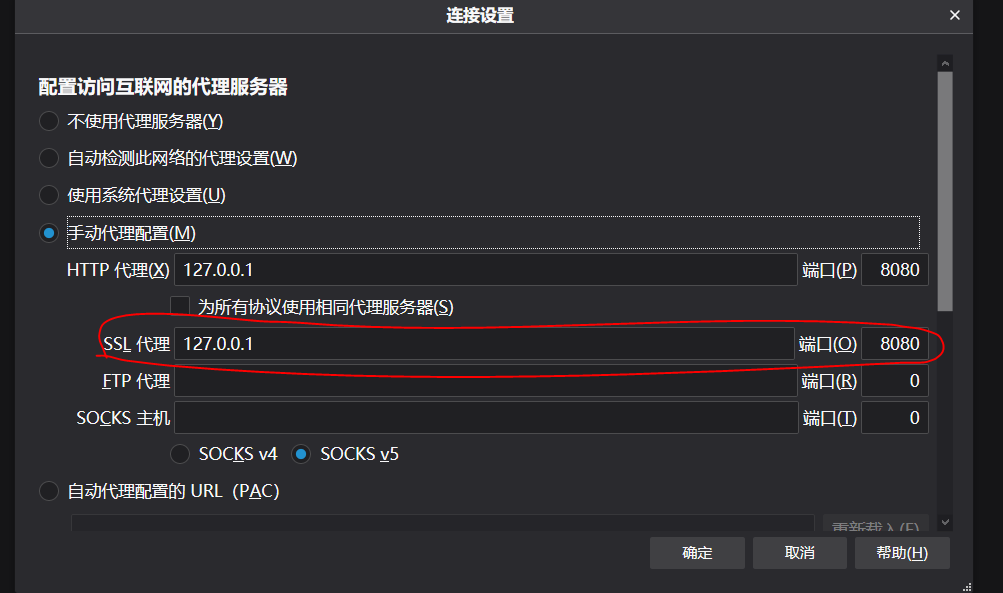 连接设置
配置访问互联网的代理服务器
不使用代理服务器(Y)
自动检测此网络的代理设置(W)
使用系统代理设置(U)
手动代理配置(M)
HTTP 代理(X) 127.0.0.1 端口(P) 8080
为所有协议使用相同代理服务器(S)
SSL 代理 127.0.0.1 端口(O) 8080
FTP 代理 端口(R) 0
SOCKS 主机 端口(T) 0
SOCKS v4 SOCKS v5
自动代理配置的 URL（PAC）
重新载入(E)
确定 取消 帮助(H)